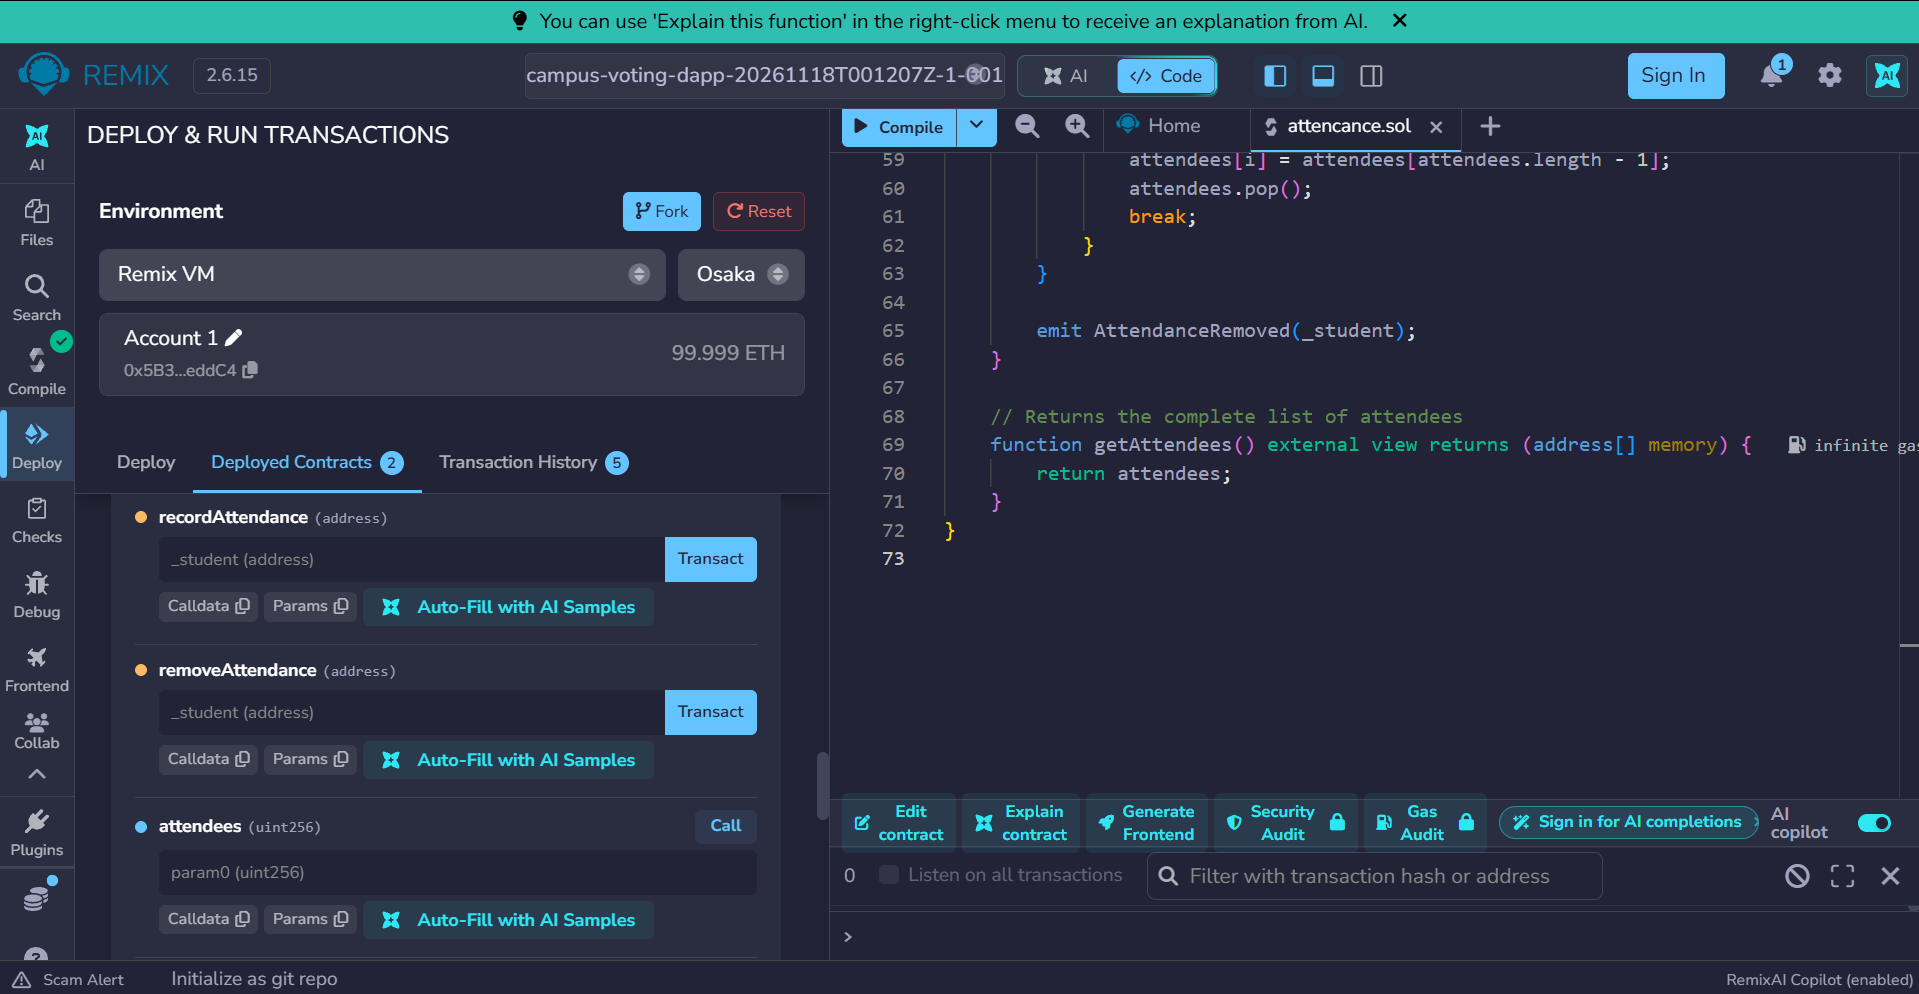 You can use 'Explain this function' in the right-click menu to receive an explanation from AI.
REMIX
2.6.15
campus-voting-dapp-20261118T001207Z-1-001
AI
Code
Sign In
1
AI
AI
AI
Files
Search
Compile
Deploy
Checks
Debug
Frontend
Collab
Plugins
DEPLOY & RUN TRANSACTIONS
Environment
Fork
Reset
Remix VM
Osaka
Account 1
0x5B3...eddC4
99.999 ETH
Deploy
Deployed Contracts 2
Transaction History 5
recordAttendance (address)
_student (address)
Transact
Calldata
Params
Auto-Fill with AI Samples
removeAttendance (address)
_student (address)
Transact
Calldata
Params
Auto-Fill with AI Samples
attendees (uint256)
Call
param0 (uint256)
Calldata
Params
Auto-Fill with AI Samples
Compile
Home
attencance.sol
59 attendees[i] = attendees[attendees.length - 1];
60 attendees.pop();
61 break;
62 }
63 }
64
65 emit AttendanceRemoved(_student);
66 }
67
68 // Returns the complete list of attendees
69 function getAttendees() external view returns (address[] memory) { infinite gas
70 return attendees;
71 }
72 }
73
Edit contract
Explain contract
Generate Frontend
Security Audit
Gas Audit
Sign in for AI completions
AI copilot
0
Listen on all transactions
Filter with transaction hash or address
>
Scam Alert
Initialize as git repo
RemixAI Copilot (enabled)